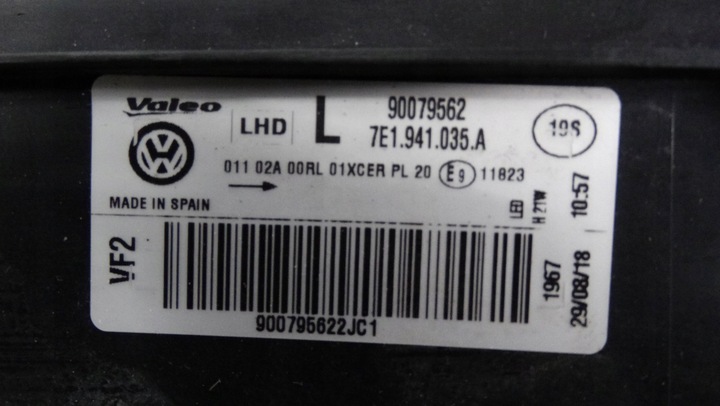 Valeo
LHD
L
90079562
7E1.941.035.A
19S
011 02A 00RL 01XCER PL 20 E9 11823
MADE IN SPAIN
LED
H 21W
10:57
VF2
1967
29/08/18
900795622JC1